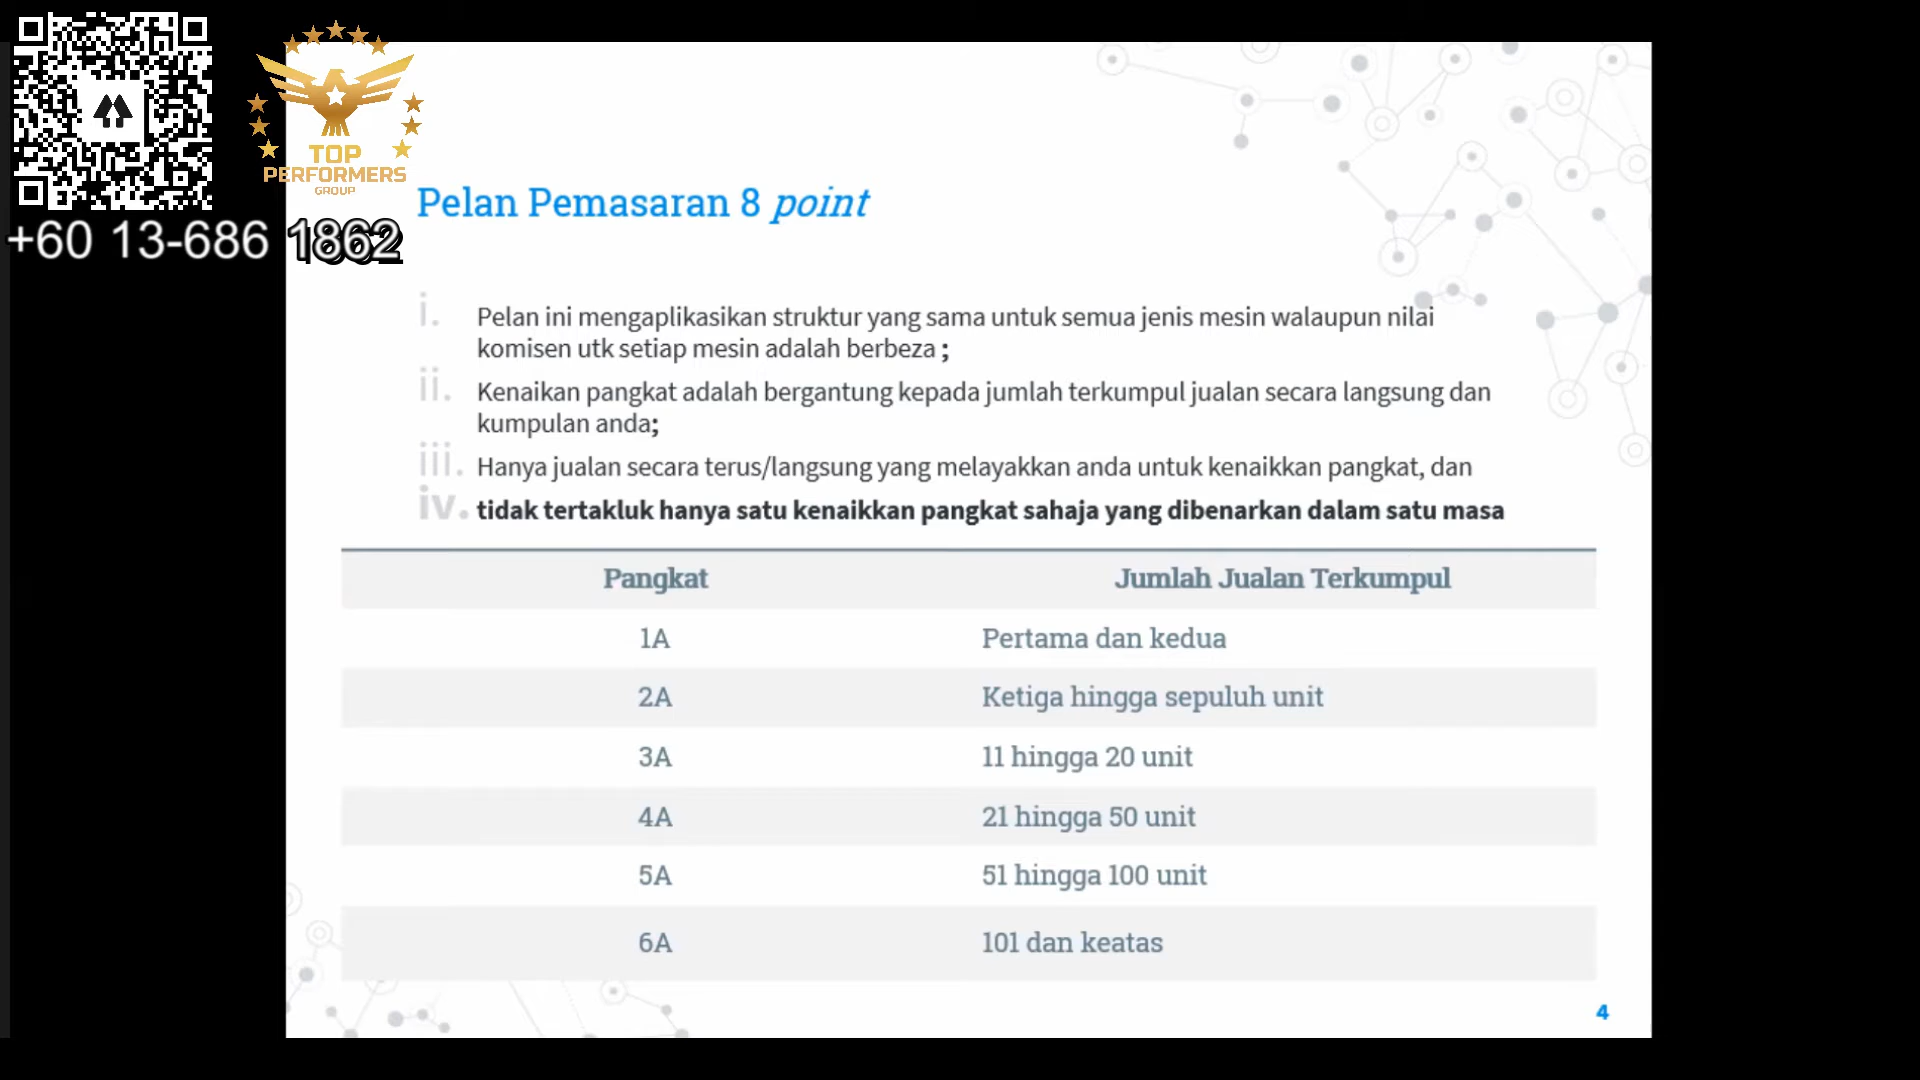 TOP
PERFORMERS
GROUP
+60 13-686 1862
Pelan Pemasaran 8 point
i. Pelan ini mengaplikasikan struktur yang sama untuk semua jenis mesin walaupun nilai
komisen utk setiap mesin adalah berbeza ;
ii. Kenaikan pangkat adalah bergantung kepada jumlah terkumpul jualan secara langsung dan
kumpulan anda;
iii. Hanya jualan secara terus/langsung yang melayakkan anda untuk kenaikkan pangkat, dan
iv. tidak tertakluk hanya satu kenaikkan pangkat sahaja yang dibenarkan dalam satu masa
Pangkat Jumlah Jualan Terkumpul
1A Pertama dan kedua
2A Ketiga hingga sepuluh unit
3A 11 hingga 20 unit
4A 21 hingga 50 unit
5A 51 hingga 100 unit
6A 101 dan keatas
4